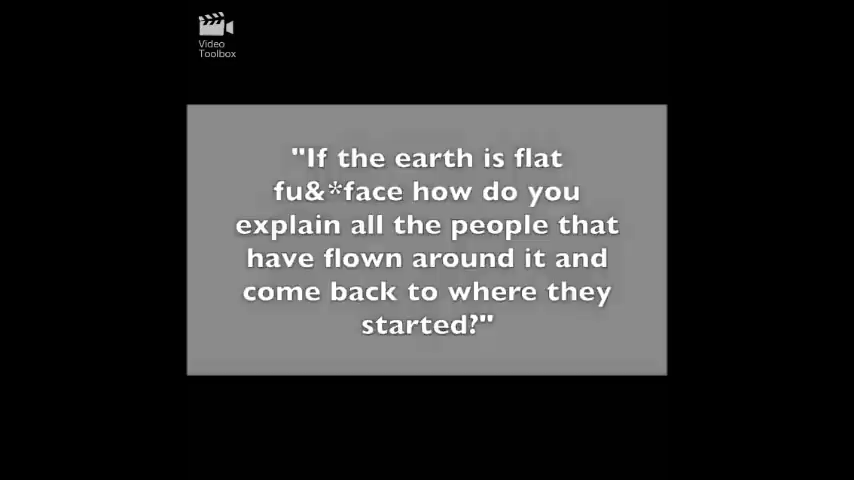 Video
Toolbox
"If the earth is flat
fu&*face how do you
explain all the people that
have flown around it and
come back to where they
started?"